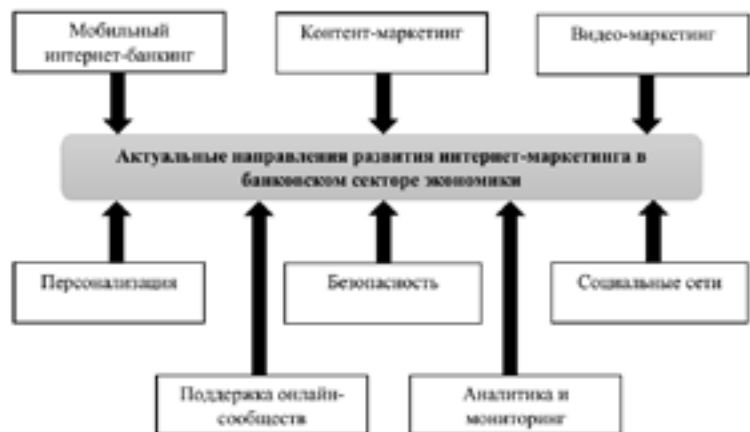 Мобильный
интернет-банкинг
Контент-маркетинг
Видео-маркетинг
Актуальные направления развития интернет-маркетинга в
банковском секторе экономики
Персонализация
Безопасность
Социальные сети
Поддержка онлайн-
сообществ
Аналитика и
мониторинг